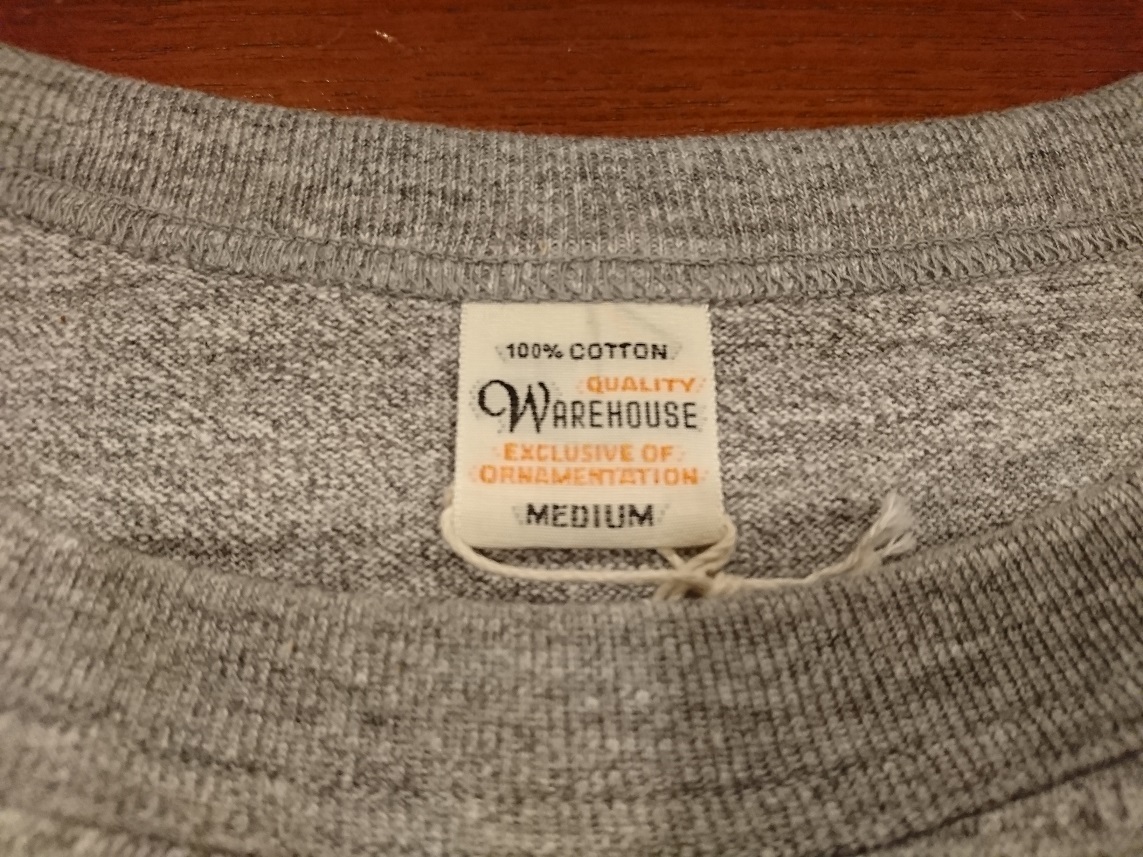 100% COTTON
QUALITY
WAREHOUSE
EXCLUSIVE OF
ORNAMENTATION
MEDIUM